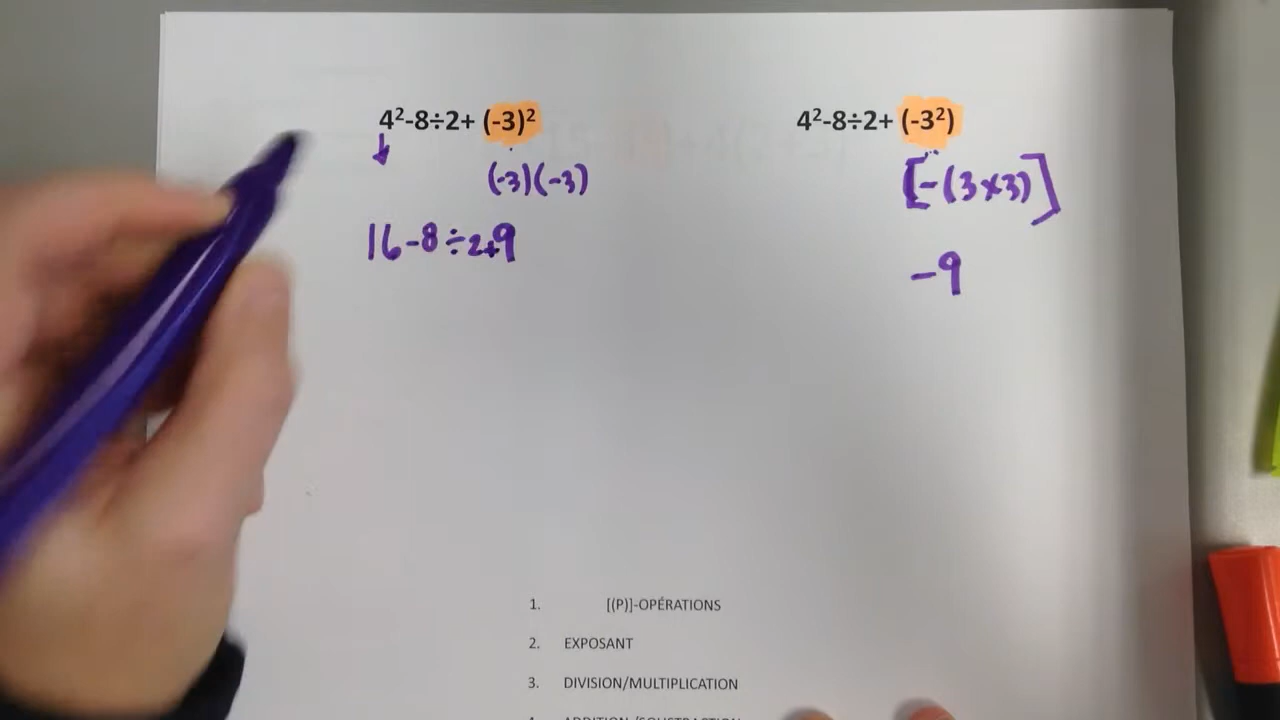 4²-8÷2+ (-3)²
(-3)(-3)
16-8÷2+9
4²-8÷2+ (-3²)
[-(3×3)]
-9
1. [(P)]-OPÉRATIONS
2. EXPOSANT
3. DIVISION/MULTIPLICATION